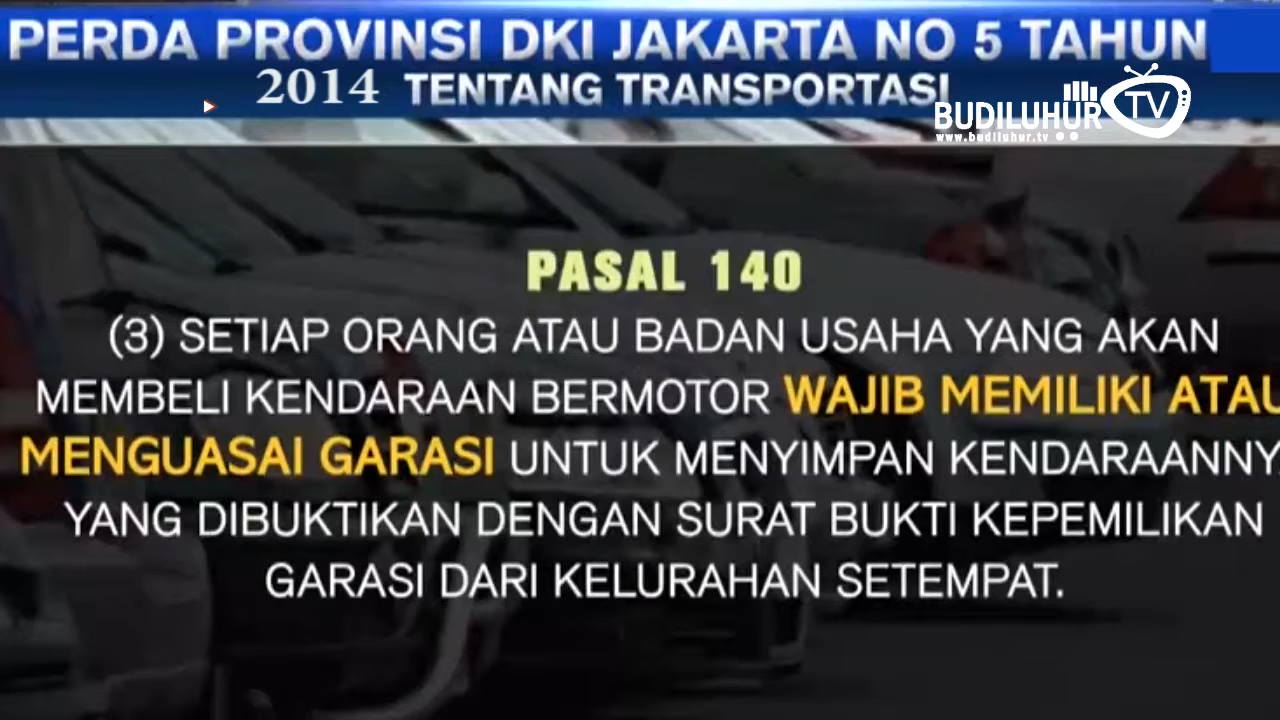 PERDA PROVINSI DKI JAKARTA NO 5 TAHUN
2014 TENTANG TRANSPORTASI
BUDILUHUR TV
www.budiluhur.tv
PASAL 140
(3) SETIAP ORANG ATAU BADAN USAHA YANG AKAN
MEMBELI KENDARAAN BERMOTOR WAJIB MEMILIKI ATAU
MENGUASAI GARASI UNTUK MENYIMPAN KENDARAANNY
YANG DIBUKTIKAN DENGAN SURAT BUKTI KEPEMILIKAN
GARASI DARI KELURAHAN SETEMPAT.